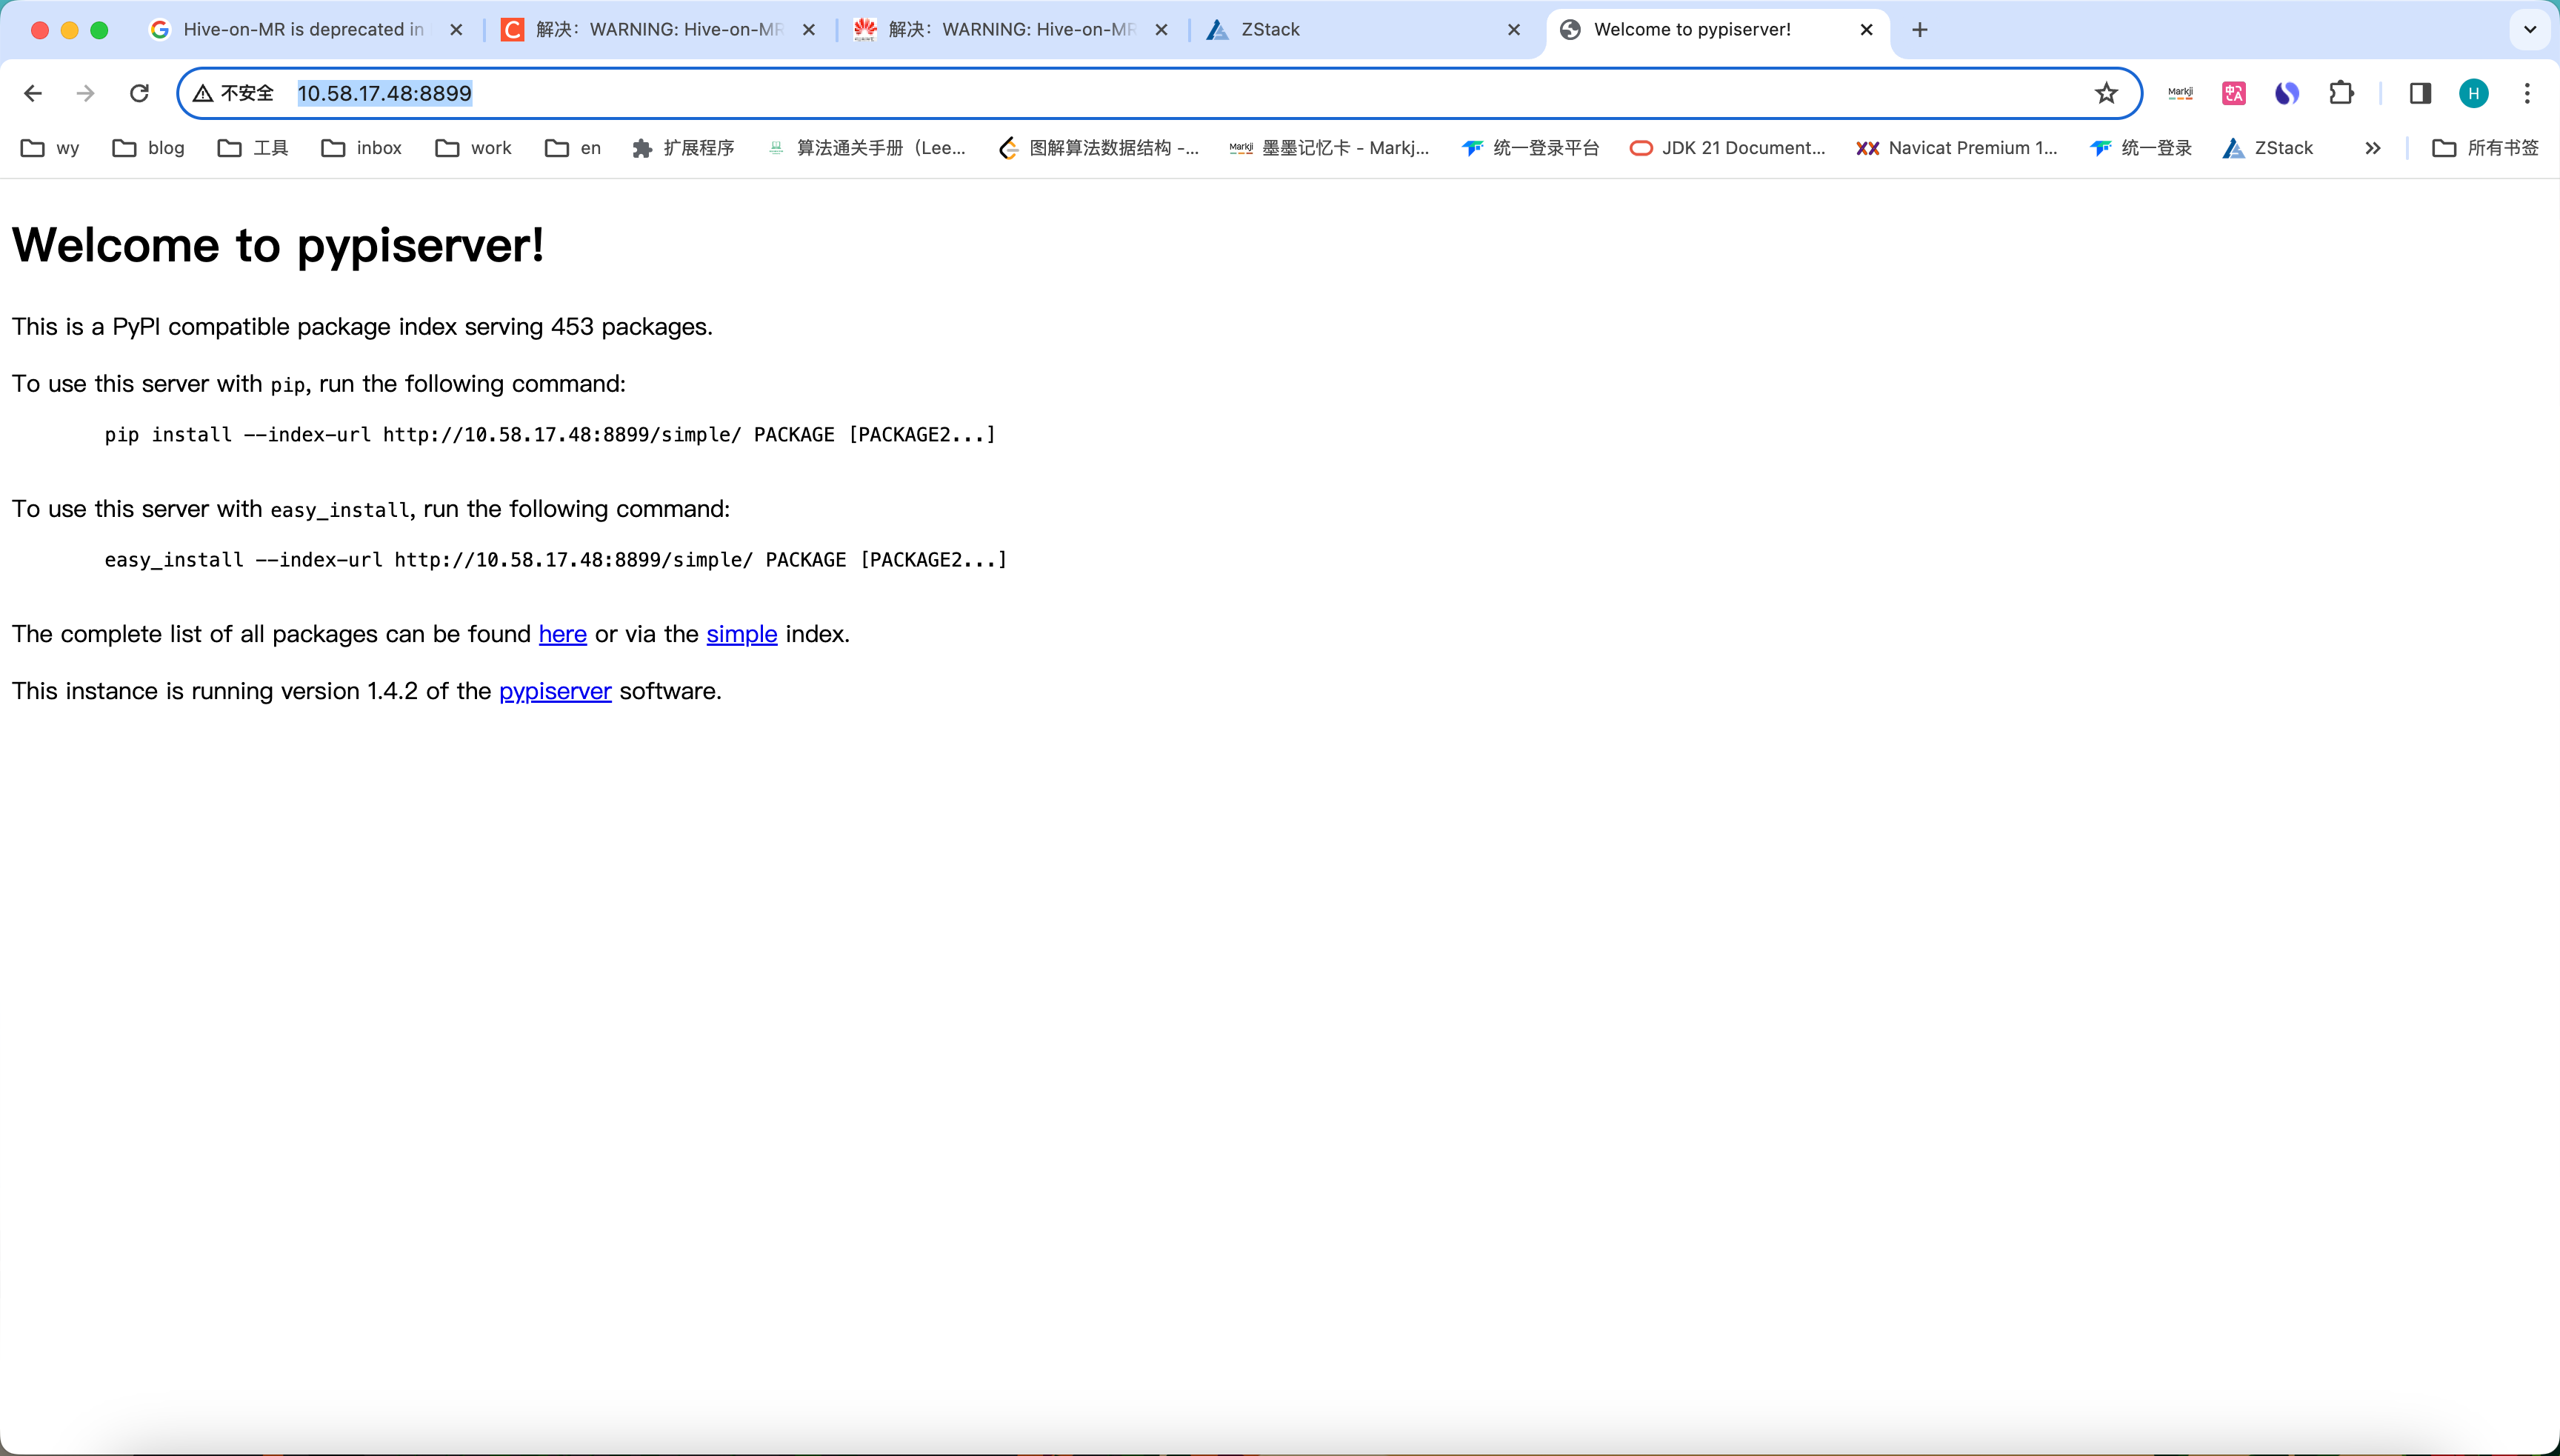 Hive-on-MR is deprecated in
解决：WARNING: Hive-on-MR
解决：WARNING: Hive-on-MR
ZStack
Welcome to pypiserver!
不安全 10.58.17.48:8899
Markji
H
wy
blog
工具
inbox
work
en
扩展程序
算法通关手册（Lee...
图解算法数据结构 -...
Markji 墨墨记忆卡 - Markj...
统一登录平台
JDK 21 Document...
Navicat Premium 1...
统一登录
ZStack
所有书签
Welcome to pypiserver!
This is a PyPI compatible package index serving 453 packages.
To use this server with pip, run the following command:
pip install --index-url http://10.58.17.48:8899/simple/ PACKAGE [PACKAGE2...]
To use this server with easy_install, run the following command:
easy_install --index-url http://10.58.17.48:8899/simple/ PACKAGE [PACKAGE2...]
The complete list of all packages can be found here or via the simple index.
This instance is running version 1.4.2 of the pypiserver software.